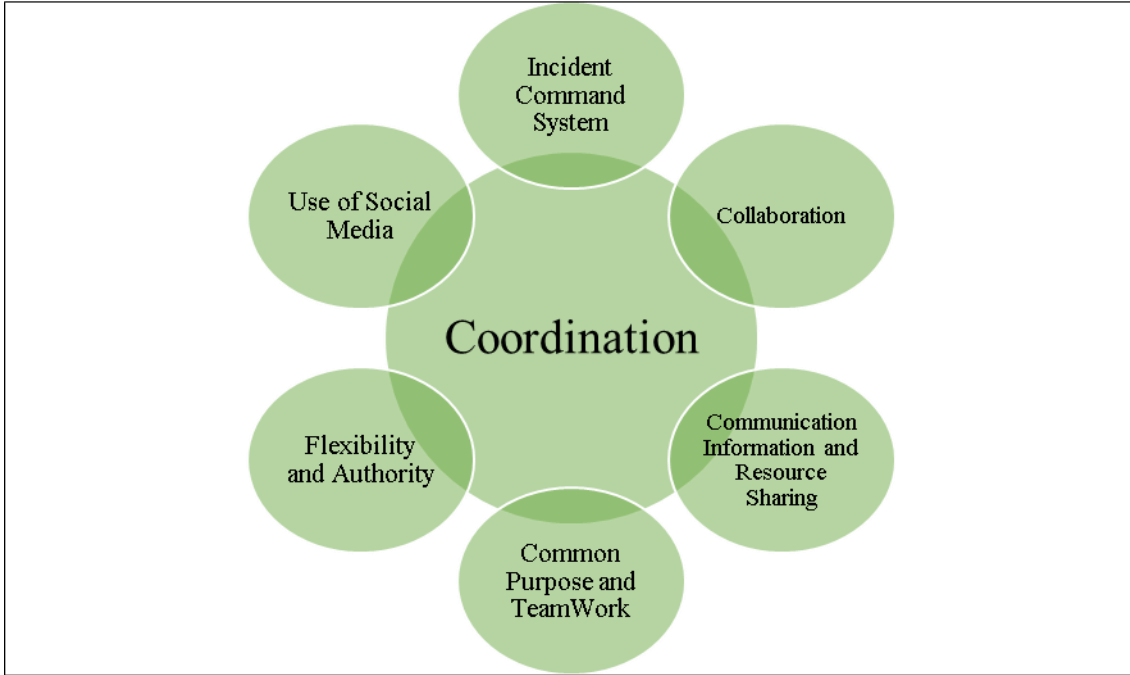 Incident
Command
System
Use of Social
Media
Collaboration
Coordination
Flexibility
and Authority
Communication
Information and
Resource
Sharing
Common
Purpose and
TeamWork